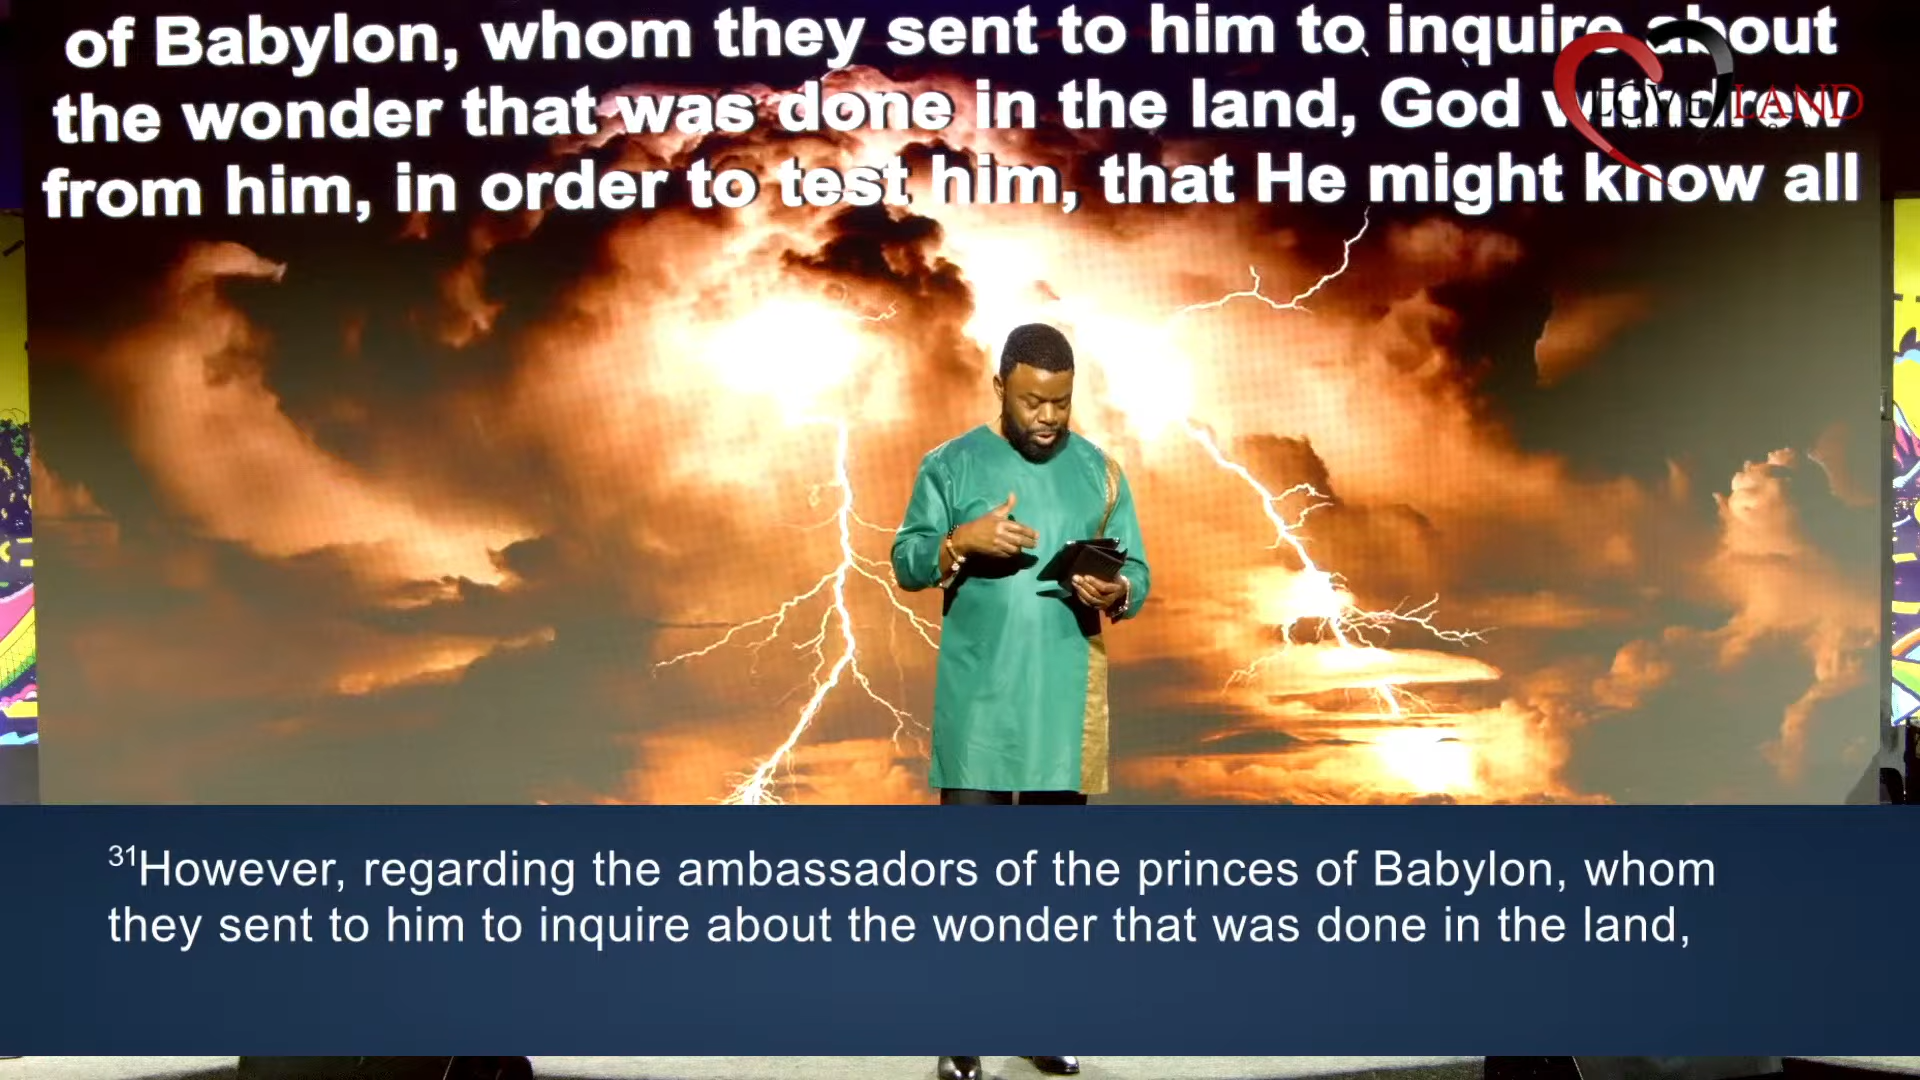 of Babylon, whom they sent to him to inquire about
the wonder that was done in the land, God withdrew
from him, in order to test him, that He might know all
LOVELAND
31However, regarding the ambassadors of the princes of Babylon, whom
they sent to him to inquire about the wonder that was done in the land,